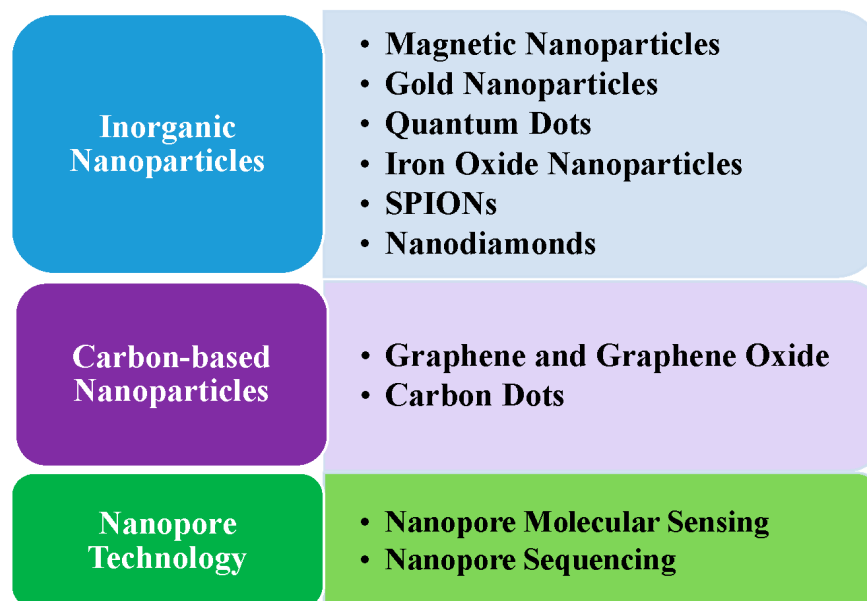 Inorganic
Nanoparticles
• Magnetic Nanoparticles
• Gold Nanoparticles
• Quantum Dots
• Iron Oxide Nanoparticles
• SPIONs
• Nanodiamonds
Carbon-based
Nanoparticles
• Graphene and Graphene Oxide
• Carbon Dots
Nanopore
Technology
• Nanopore Molecular Sensing
• Nanopore Sequencing